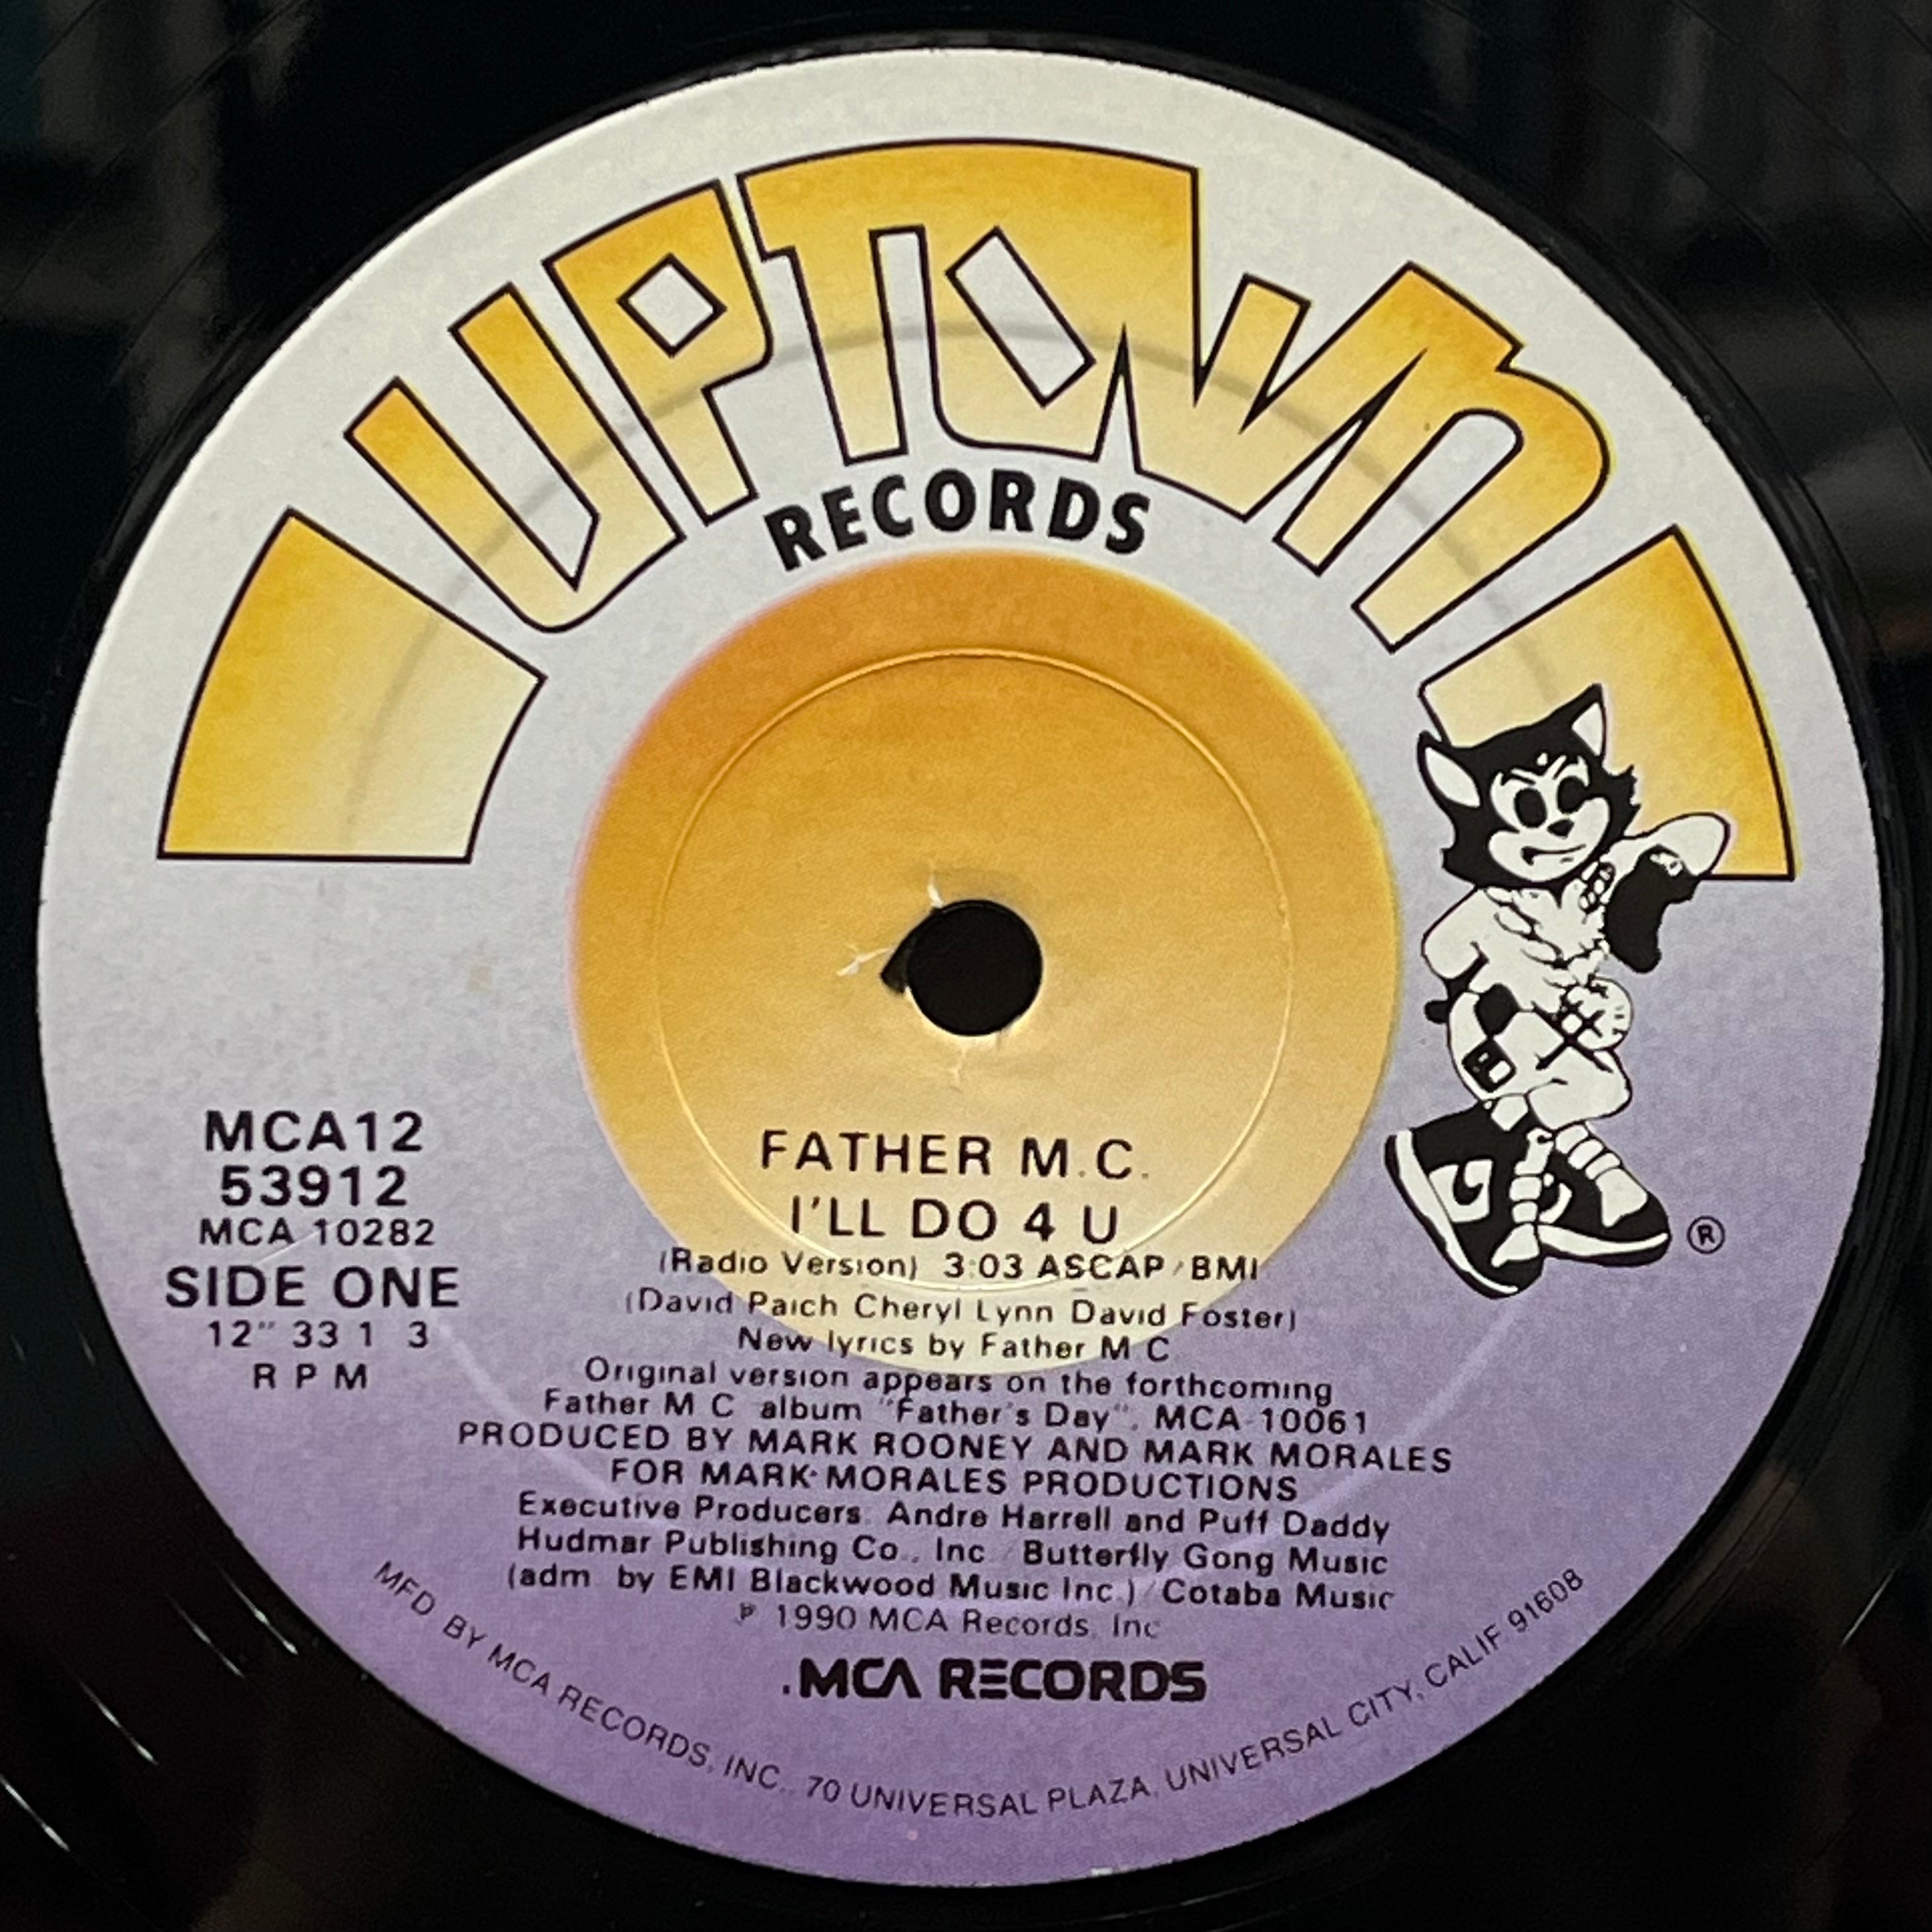 UPTOWN
RECORDS
MCA12
53912
MCA 10282
SIDE ONE
12" 33 1 3
R P M
FATHER M.C.
I'LL DO 4 U
(Radio Version) 3:03 ASCAP/BMI
(David Paich Cheryl Lynn David Foster)
New lyrics by Father M C
Original version appears on the forthcoming
Father M C album "Father's Day", MCA-10061
PRODUCED BY MARK ROONEY AND MARK MORALES
FOR MARK MORALES PRODUCTIONS
Executive Producers: Andre Harrell and Puff Daddy
Hudmar Publishing Co., Inc./Butterfly Gong Music
(adm by EMI Blackwood Music Inc.)/Cotaba Music
℗ 1990 MCA Records, Inc
.MCA RECORDS
®
MFD BY MCA RECORDS, INC., 70 UNIVERSAL PLAZA, UNIVERSAL CITY, CALIF. 91608